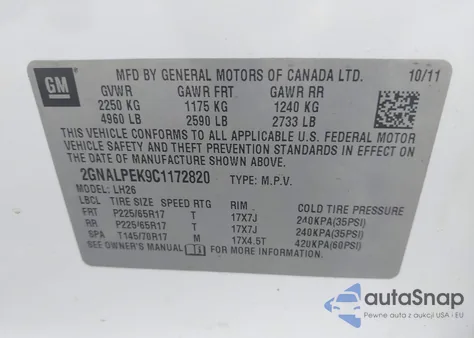 GM
MFD BY GENERAL MOTORS OF CANADA LTD. 10/11
GVWR GAWR FRT GAWR RR
2250 KG 1175 KG 1240 KG
4960 LB 2590 LB 2733 LB
THIS VEHICLE CONFORMS TO ALL APPLICABLE U.S. FEDERAL MOTOR
VEHICLE SAFETY AND THEFT PREVENTION STANDARDS IN EFFECT ON
THE DATE OF MANUFACTURE SHOWN ABOVE.
2GNALPEK9C1172820 TYPE: M.P.V.
MODEL: LH26
LBCL TIRE SIZE SPEED RTG RIM COLD TIRE PRESSURE
FRT P225/65R17 T 17X7J 240KPA(35PSI)
RR P225/65R17 T 17X7J 240KPA(35PSI)
SPA T145/70R17 M 17X4.5T 420KPA(60PSI)
SEE OWNER'S MANUAL FOR MORE INFORMATION.
autoSnap
Pewne auta z USA i EU